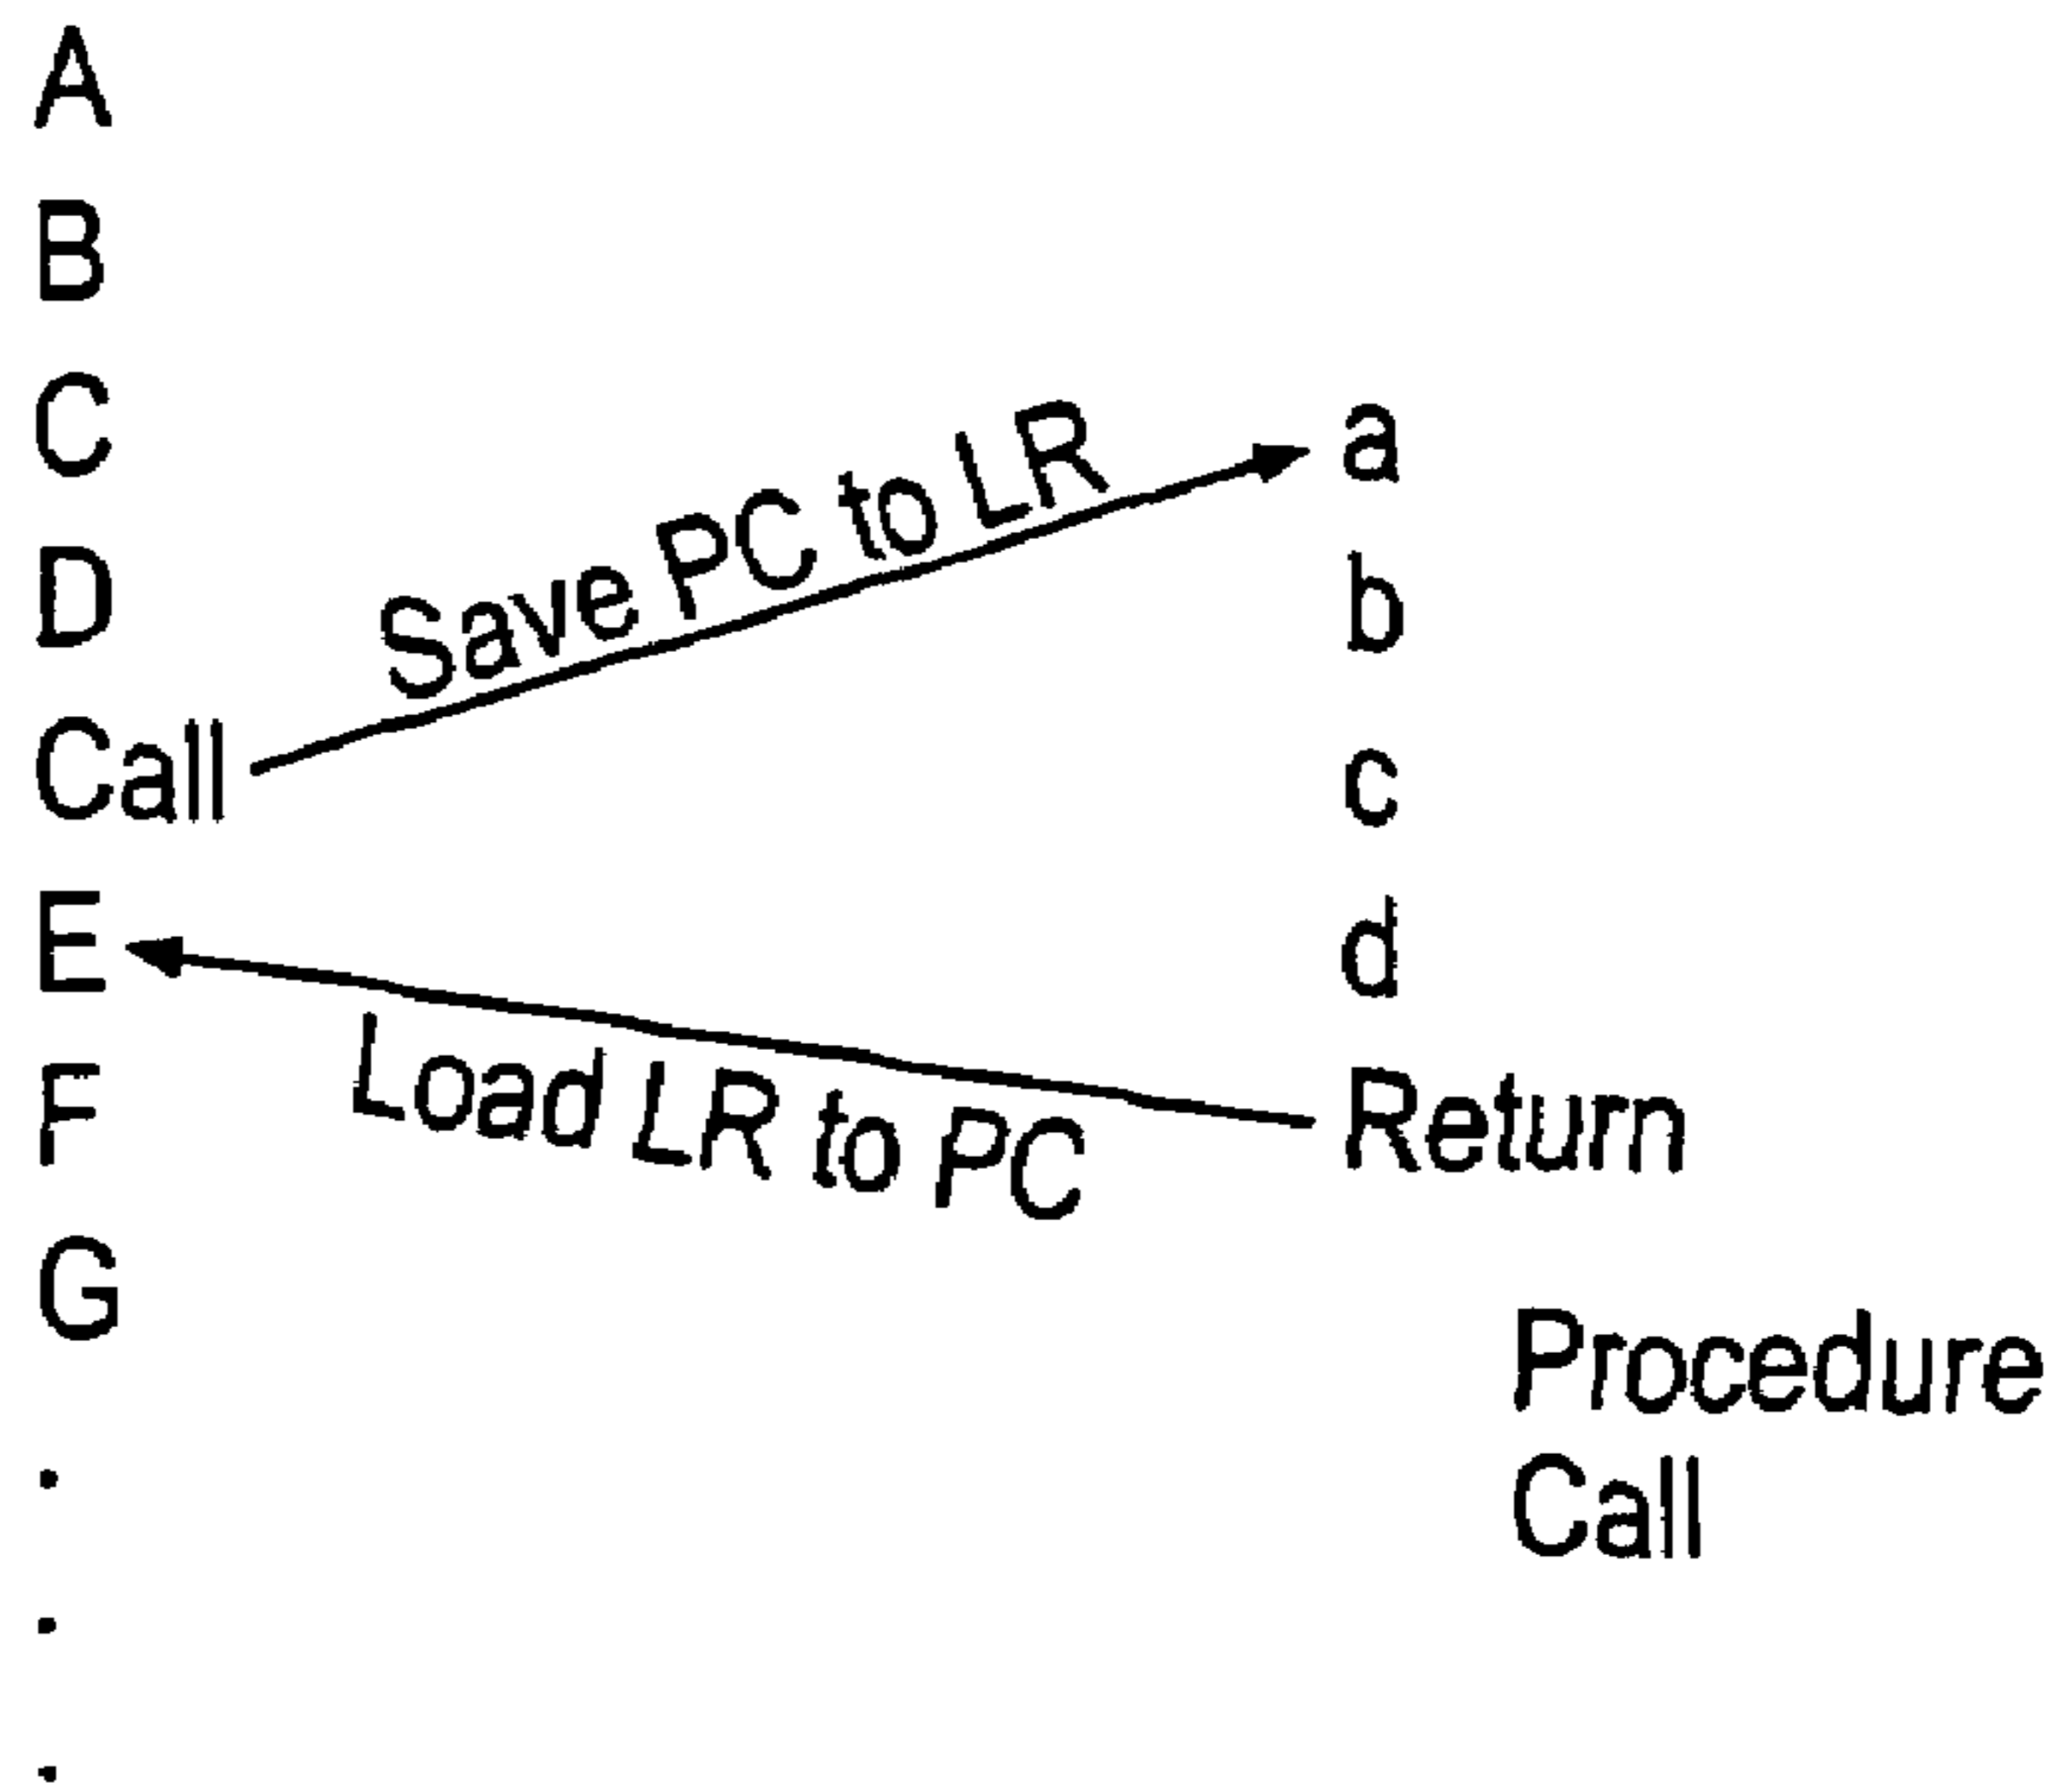 A
B
C
D
Call
E
F
G
.
.
.
Save PC to LR
Load LR to PC
a
b
c
d
Return
Procedure
Call